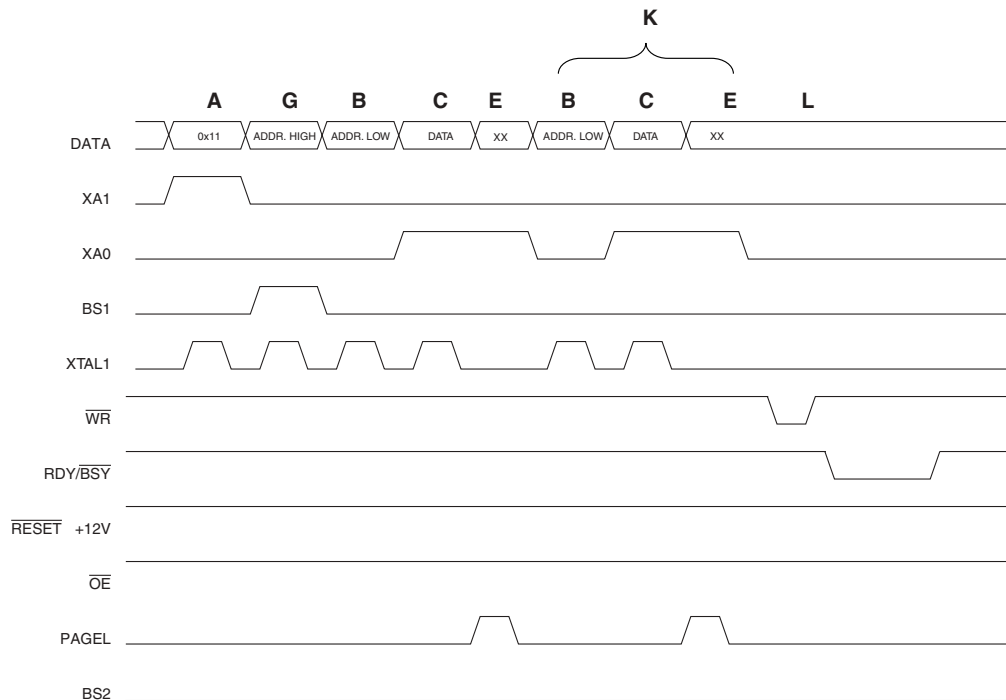 K
A G B C E B C E L
DATA 0x11 ADDR. HIGH ADDR. LOW DATA XX ADDR. LOW DATA XX
XA1
XA0
BS1
XTAL1
WR
RDY/BSY
RESET +12V
OE
PAGEL
BS2